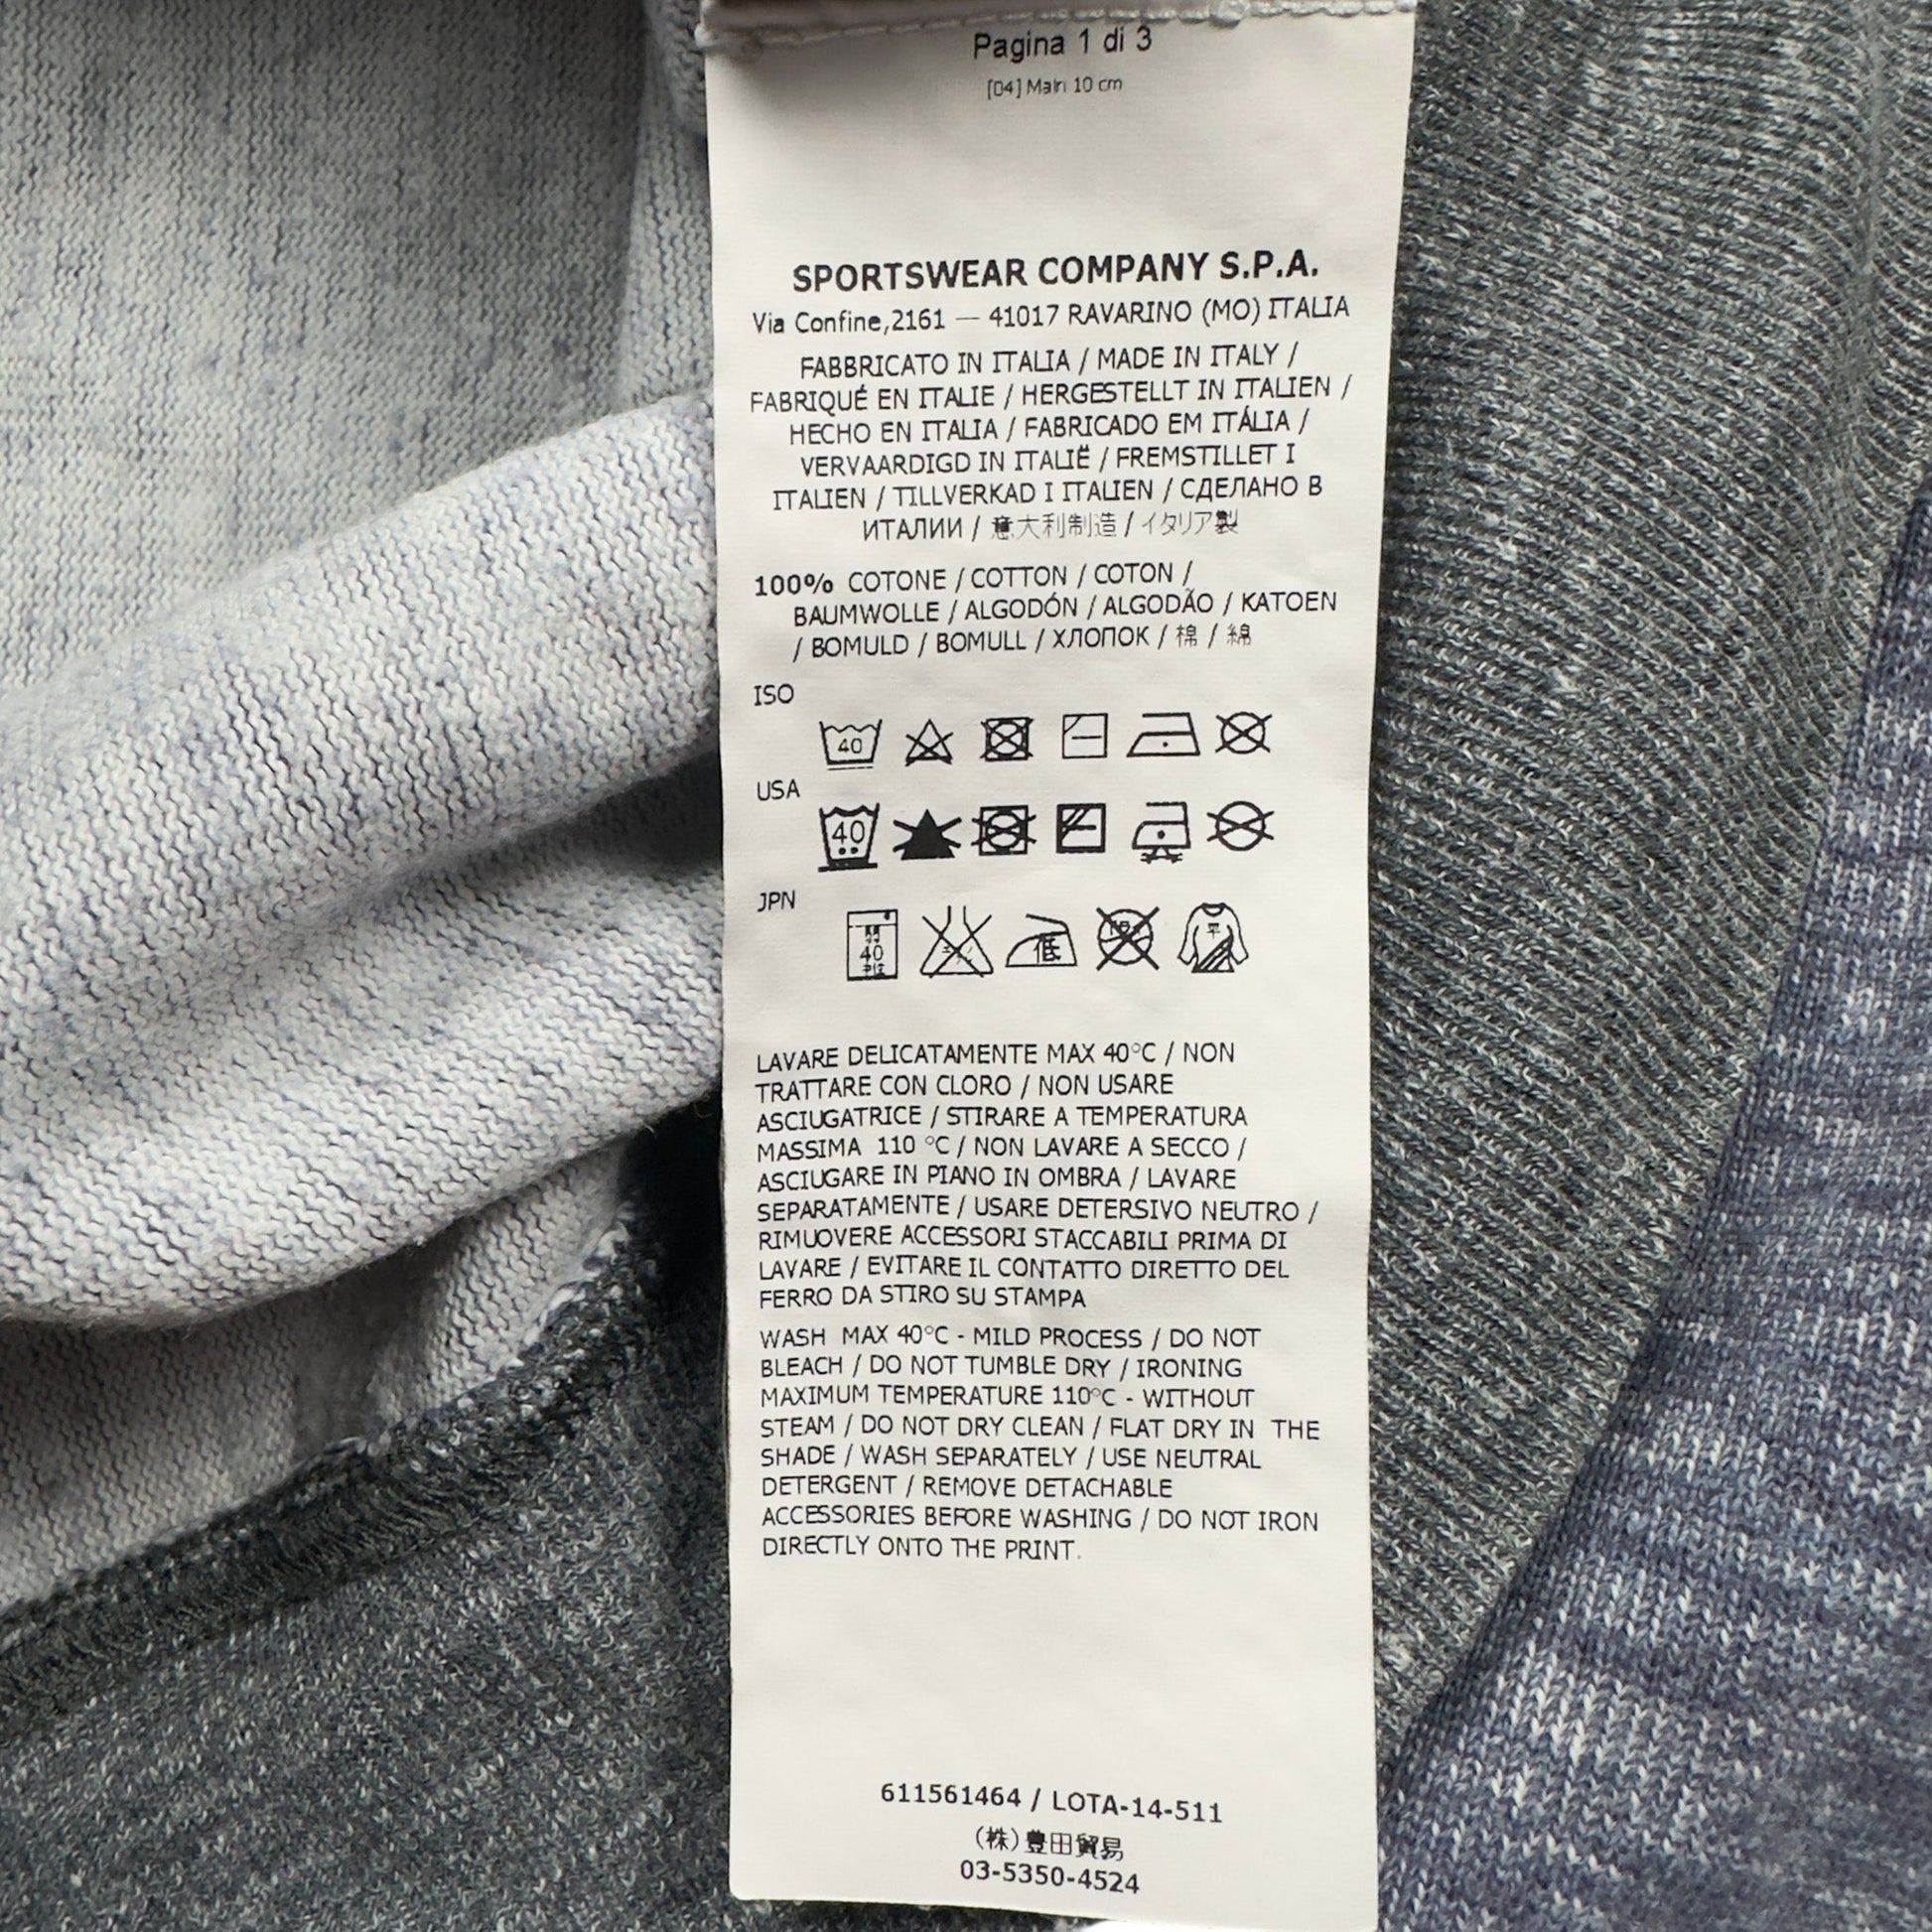 Pagina 1 di 3
[04] Main 10 cm
SPORTSWEAR COMPANY S.P.A.
Via Confine,2161 — 41017 RAVARINO (MO) ITALIA
FABBRICATO IN ITALIA / MADE IN ITALY /
FABRIQUÉ EN ITALIE / HERGESTELLT IN ITALIEN /
HECHO EN ITALIA / FABRICADO EM ITÁLIA /
VERVAARDIGD IN ITALIË / FREMSTILLET I
ITALIEN / TILLVERKAD I ITALIEN / СДЕЛАНО В
ИТАЛИИ / 意大利制造 / イタリア製
100% COTONE / COTTON / COTON /
BAUMWOLLE / ALGODÓN / ALGODÃO / KATOEN
/ BOMULD / BOMULL / ХЛОПОК / 棉 / 綿
ISO
40
USA
40
JPN
40
低
平
LAVARE DELICATAMENTE MAX 40°C / NON
TRATTARE CON CLORO / NON USARE
ASCIUGATRICE / STIRARE A TEMPERATURA
MASSIMA 110 °C / NON LAVARE A SECCO /
ASCIUGARE IN PIANO IN OMBRA / LAVARE
SEPARATAMENTE / USARE DETERSIVO NEUTRO /
RIMUOVERE ACCESSORI STACCABILI PRIMA DI
LAVARE / EVITARE IL CONTATTO DIRETTO DEL
FERRO DA STIRO SU STAMPA
WASH MAX 40°C - MILD PROCESS / DO NOT
BLEACH / DO NOT TUMBLE DRY / IRONING
MAXIMUM TEMPERATURE 110°C - WITHOUT
STEAM / DO NOT DRY CLEAN / FLAT DRY IN THE
SHADE / WASH SEPARATELY / USE NEUTRAL
DETERGENT / REMOVE DETACHABLE
ACCESSORIES BEFORE WASHING / DO NOT IRON
DIRECTLY ONTO THE PRINT.
611561464 / LOTA-14-511
(株)豊田貿易
03-5350-4524